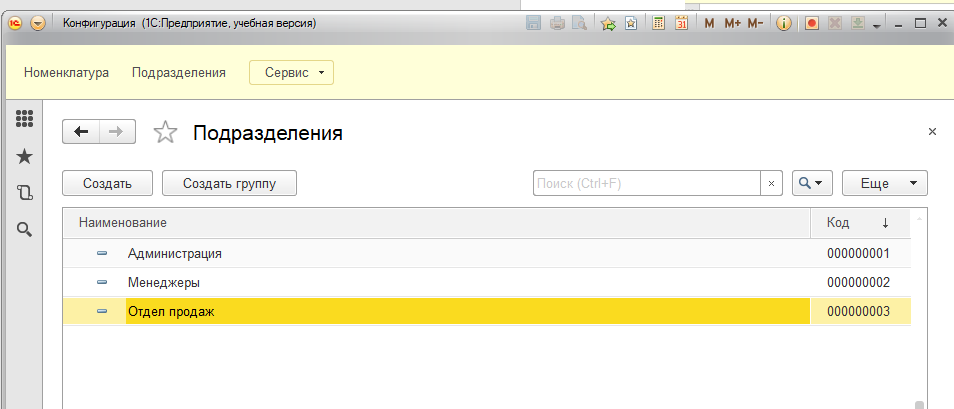 Конфигурация (1С:Предприятие, учебная версия)
M M+ M-
Номенклатура Подразделения Сервис
Подразделения
Создать Создать группу Поиск (Ctrl+F) Еще
Наименование Код
Администрация 000000001
Менеджеры 000000002
Отдел продаж 000000003